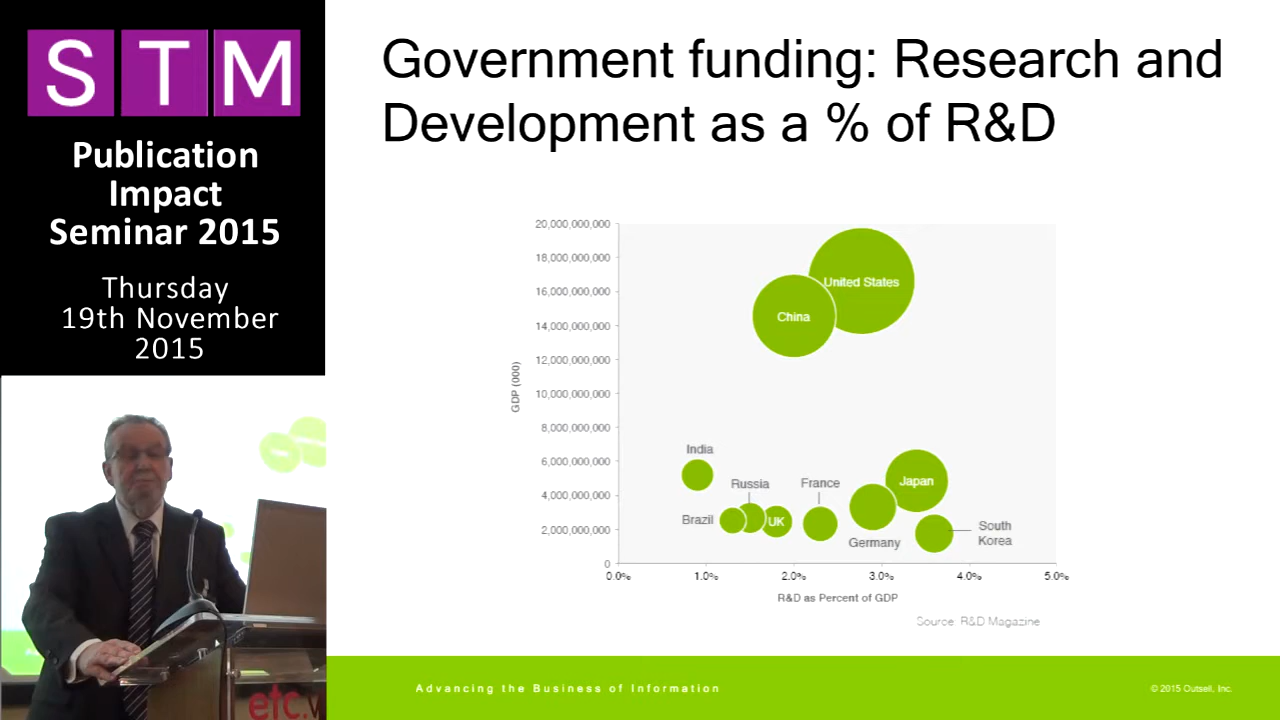 STM
Publication
Impact
Seminar 2015
Thursday
19th November
2015
Government funding: Research and
Development as a % of R&D
20,000,000,000
18,000,000,000
16,000,000,000
14,000,000,000
12,000,000,000
10,000,000,000
8,000,000,000
6,000,000,000
4,000,000,000
2,000,000,000
0
GDP (000)
United States
China
India
Russia
France
Japan
Brazil
UK
Germany
South
Korea
0.0%
1.0%
2.0%
3.0%
4.0%
5.0%
R&D as Percent of GDP
Source: R&D Magazine
etc.v
Advancing the Business of Information
© 2015 Outsell, Inc.